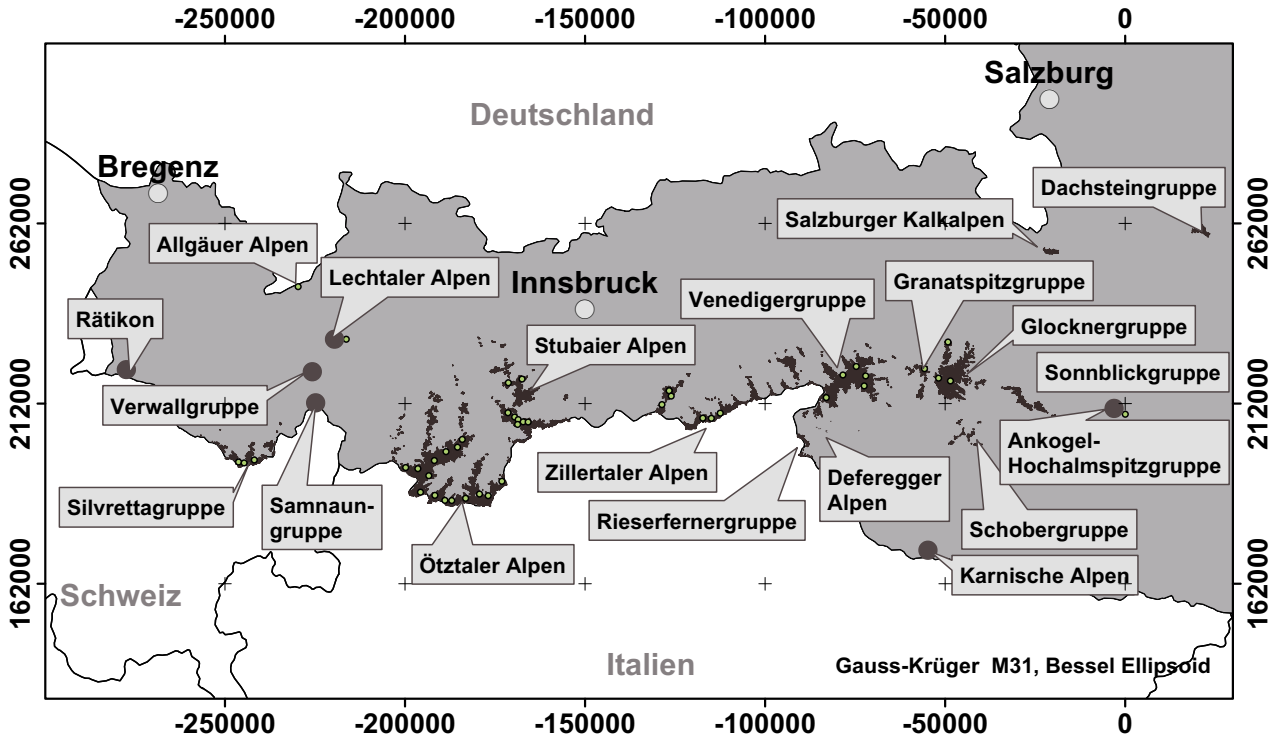 -250000 -200000 -150000 -100000 -50000 0
Salzburg
Deutschland
Bregenz
Dachsteingruppe
Salzburger Kalkalpen
262000
262000
Allgäuer Alpen
Lechtaler Alpen
Innsbruck
Granatspitzgruppe
Venedigergruppe
Rätikon
Glocknergruppe
Stubaier Alpen
Sonnblickgruppe
212000
212000
Verwallgruppe
Ankogel-
Hochalmspitzgruppe
Zillertaler Alpen
Deferegger
Alpen
Silvrettagruppe
Samnaun-
gruppe
Rieserfernergruppe
Schobergruppe
Ötztaler Alpen
Karnische Alpen
162000
162000
Schweiz
Italien
Gauss-Krüger M31, Bessel Ellipsoid
-250000 -200000 -150000 -100000 -50000 0